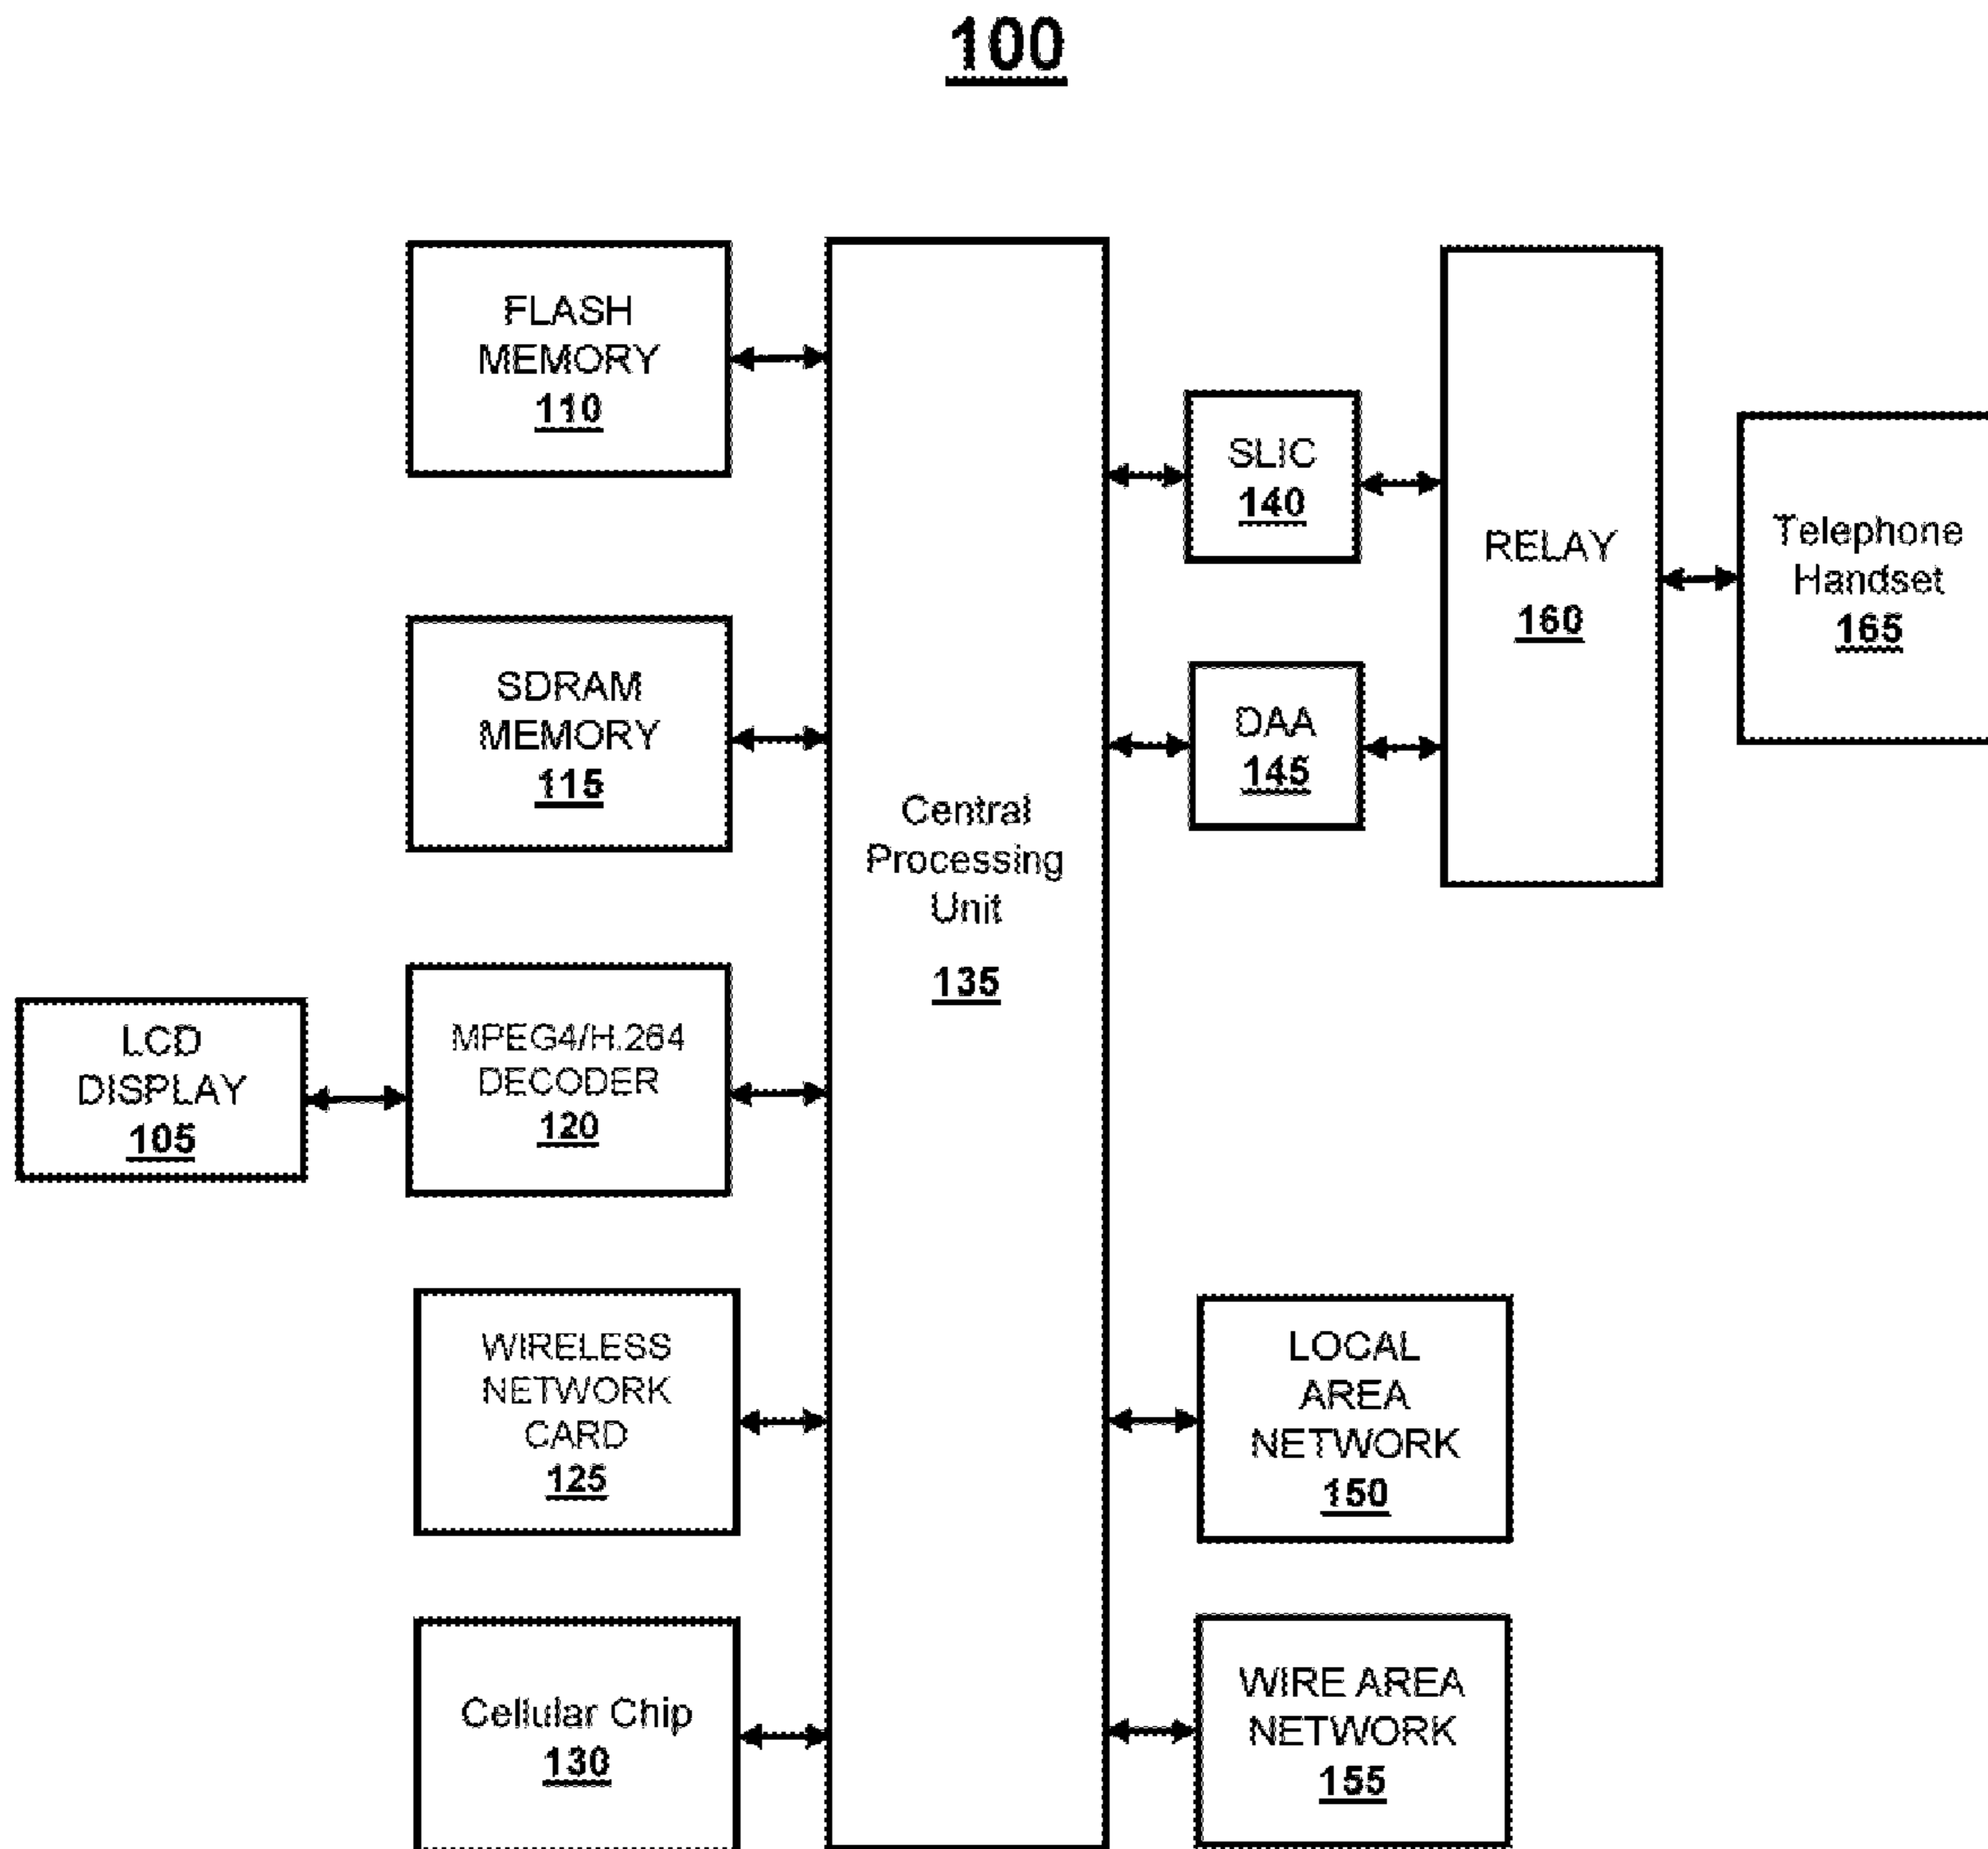 100
FLASH
MEMORY
110
SDRAM
MEMORY
115
LCD
DISPLAY
105
MPEG4/H.264
DECODER
120
WIRELESS
NETWORK
CARD
125
Cellular Chip
130
Central
Processing
Unit
135
SLIC
140
DAA
145
RELAY
160
Telephone
Handset
165
LOCAL
AREA
NETWORK
150
WIRE AREA
NETWORK
155